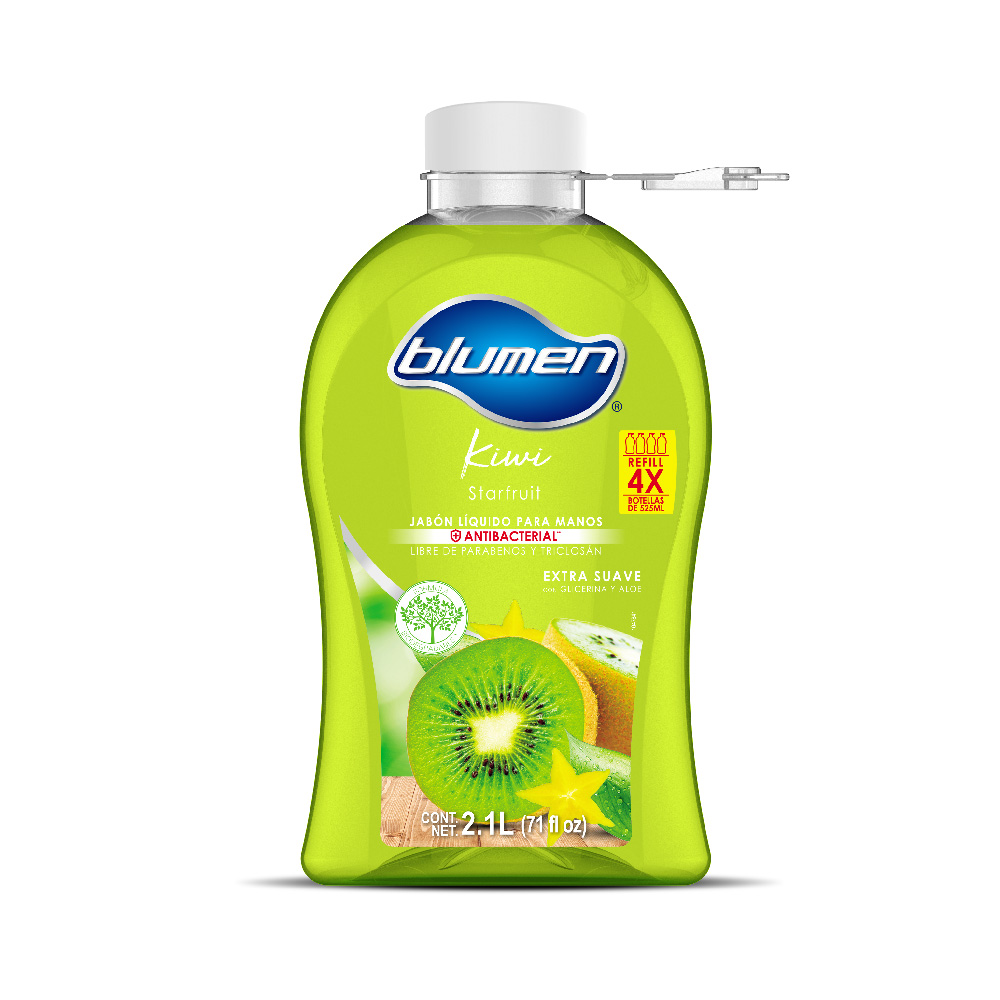 blumen
®
Kiwi
Starfruit
REFILL
4X
BOTELLAS
DE 525ML
JABÓN LÍQUIDO PARA MANOS
ANTIBACTERIAL
LIBRE DE PARABENOS Y TRICLOSÁN
EXTRA SUAVE
con GLICERINA Y ALOE
CONT. NET. 2.1L (71 fl oz)